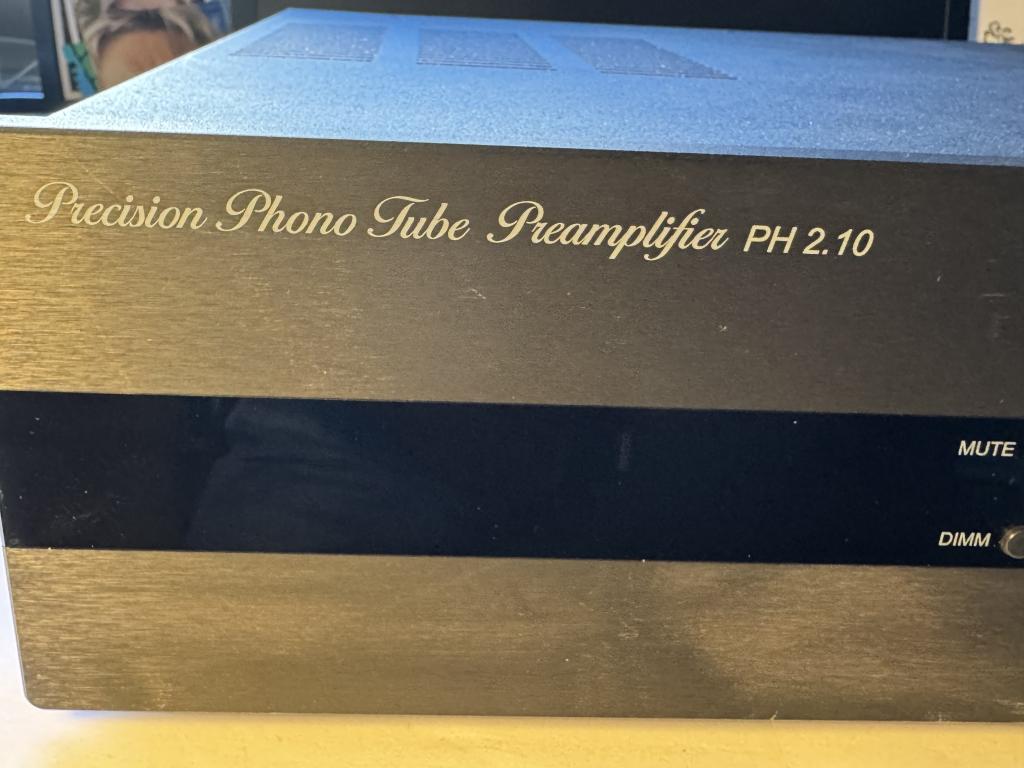 Precision Phono Tube Preamplifier PH 2.10
MUTE
DIMM